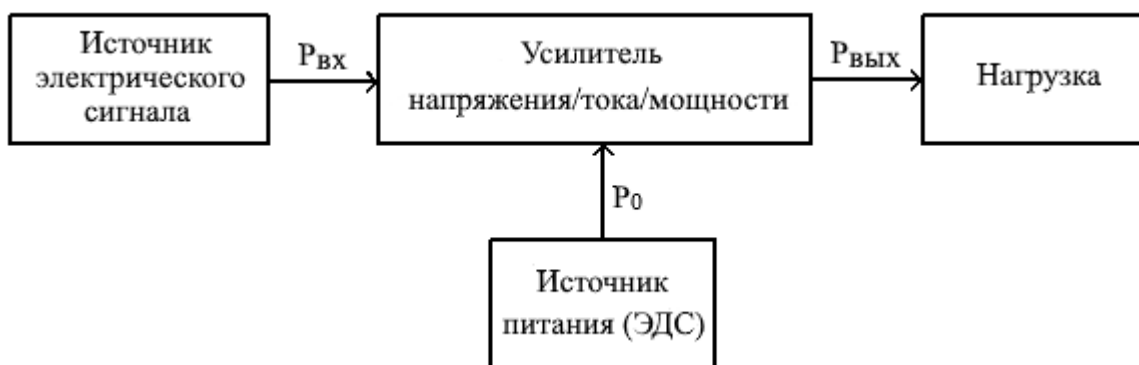 Источник
электрического
сигнала
Pвх
Усилитель
напряжения/тока/мощности
Pвых
Нагрузка
P0
Источник
питания (ЭДС)